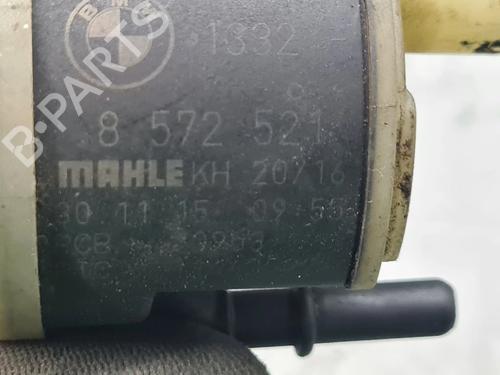 BMW
1332 -
8 572 521
MAHLE KH 20/16
30 11 15 09 55
B-PARTS